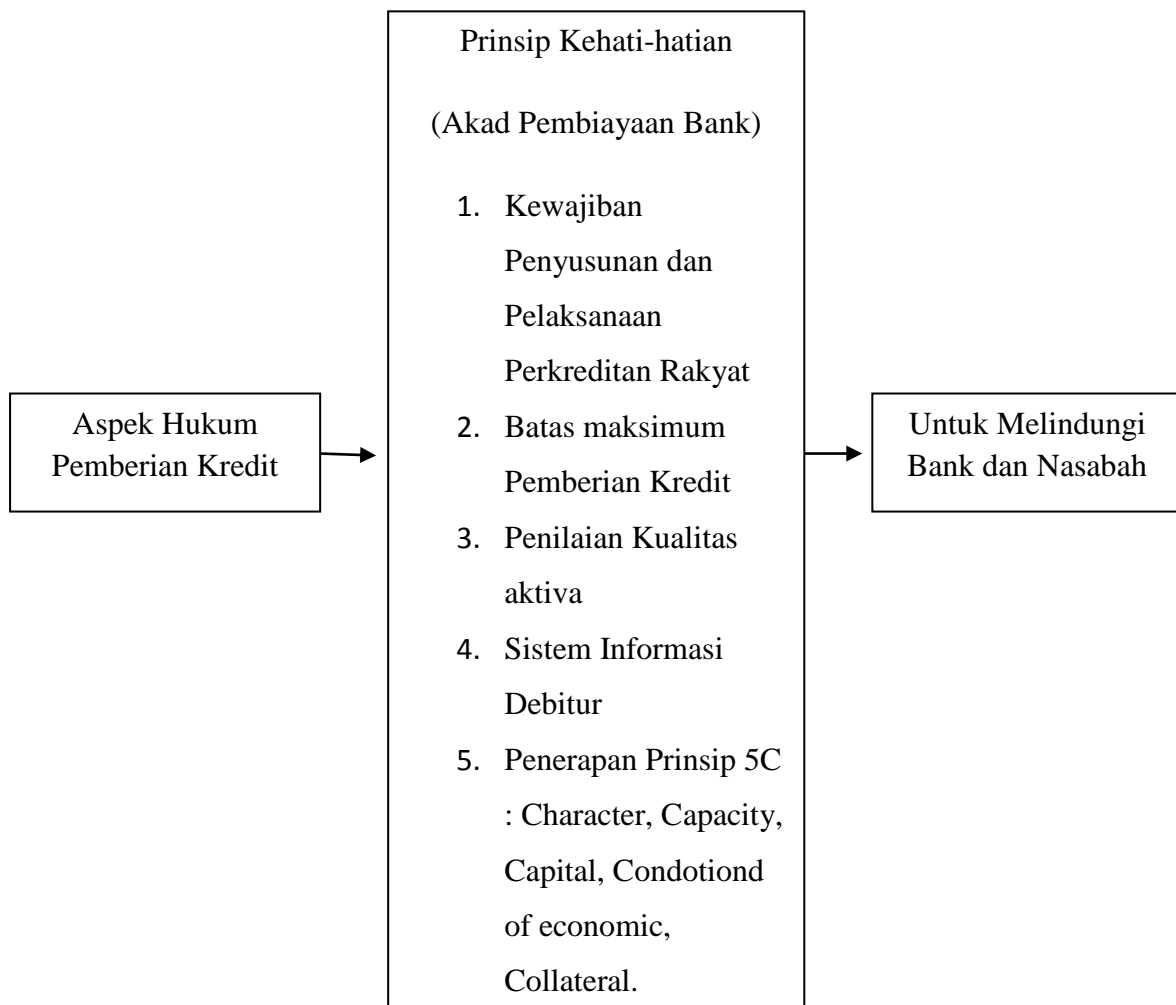 Aspek Hukum
Pemberian Kredit
Prinsip Kehati-hatian
(Akad Pembiayaan Bank)
1. Kewajiban
Penyusunan dan
Pelaksanaan
Perkreditan Rakyat
2. Batas maksimum
Pemberian Kredit
3. Penilaian Kualitas
aktiva
4. Sistem Informasi
Debitur
5. Penerapan Prinsip 5C
: Character, Capacity,
Capital, Condotiond
of economic,
Collateral.
Untuk Melindungi
Bank dan Nasabah